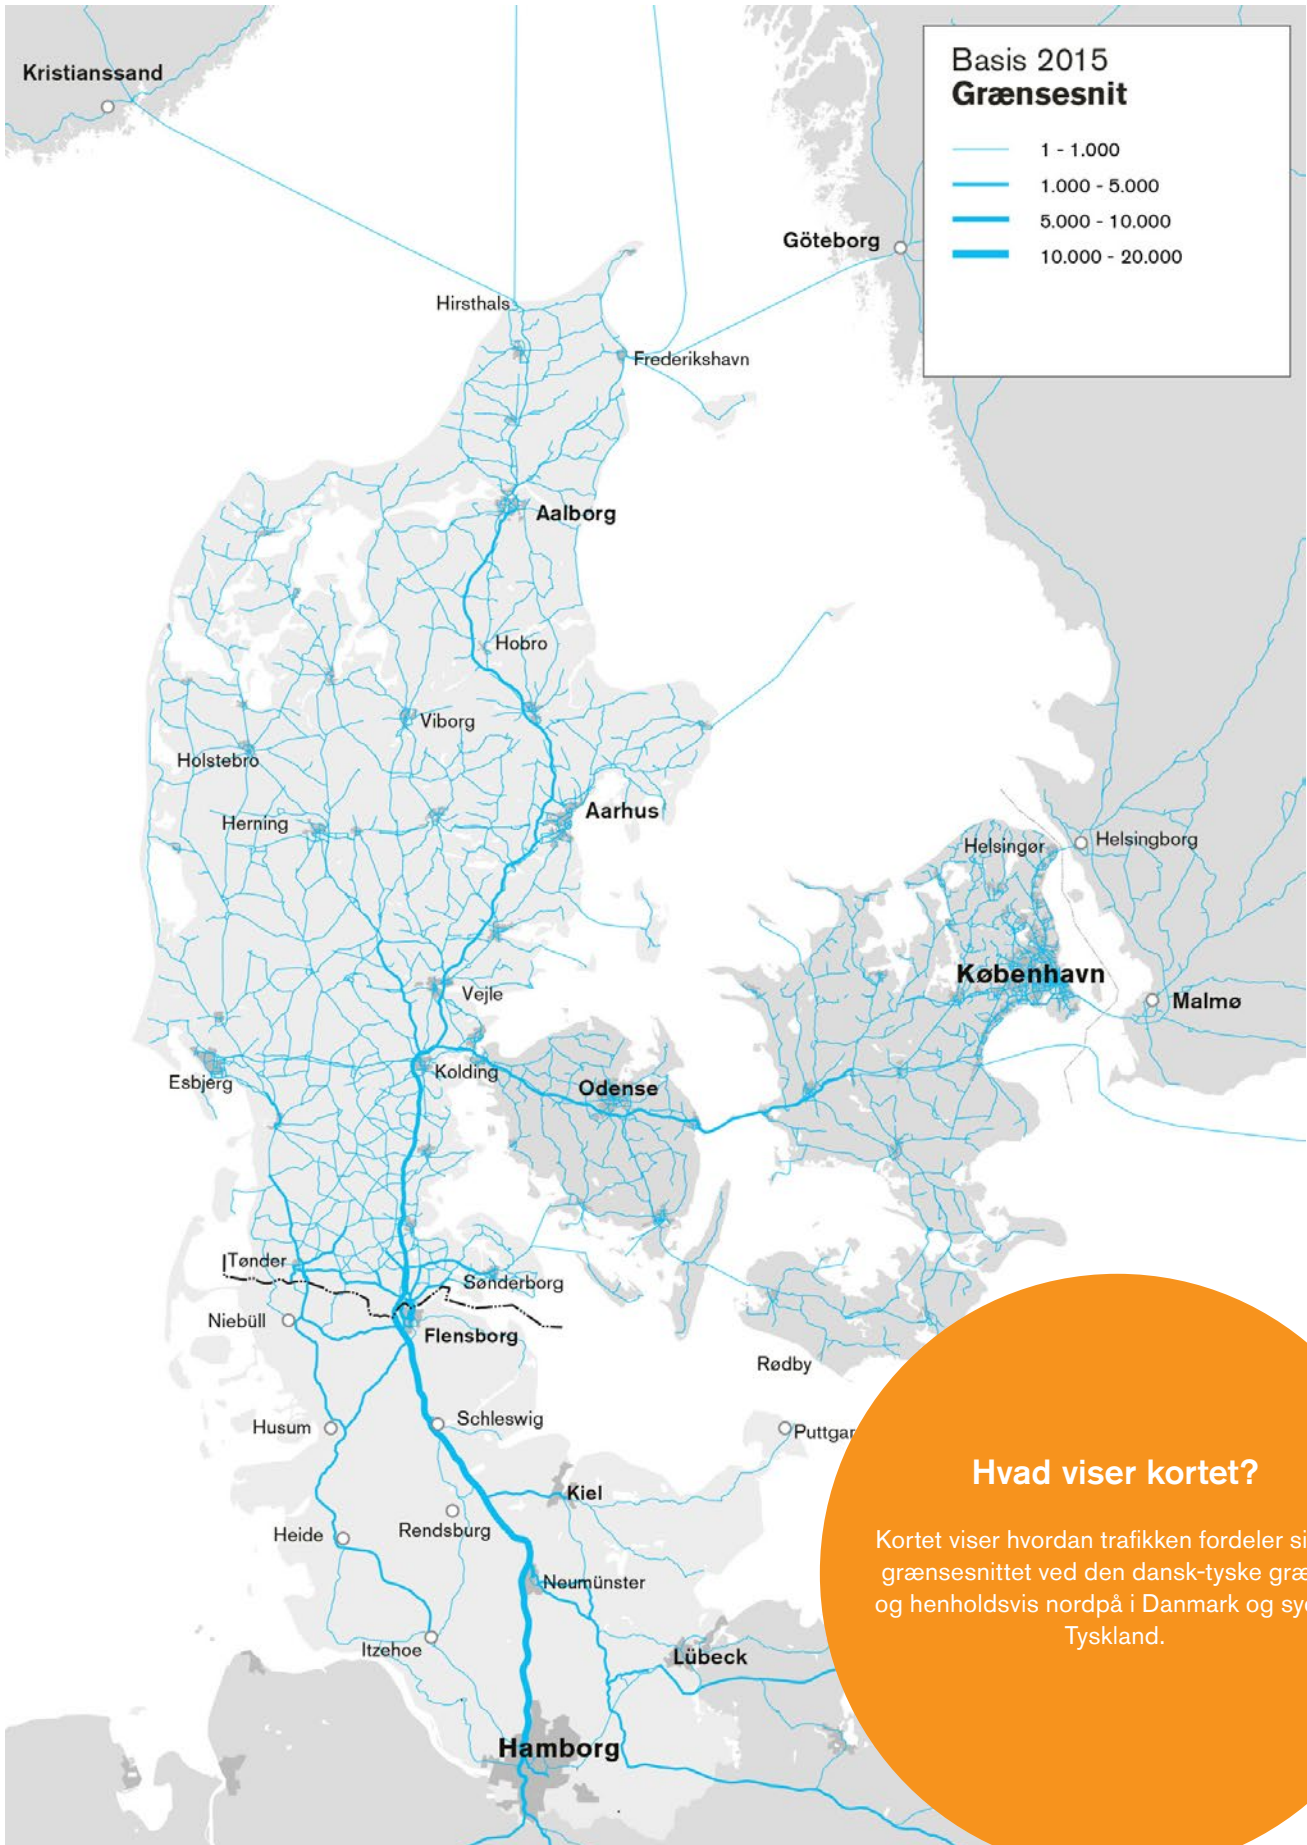 Kristianssand
Basis 2015
Grænsesnit
1 - 1.000
1.000 - 5.000
5.000 - 10.000
10.000 - 20.000
Göteborg
Hirsthals
Frederikshavn
Aalborg
Hobro
Viborg
Holstebro
Aarhus
Herning
Helsingør
Helsingborg
København
Vejle
Malmø
Kolding
Esbjerg
Odense
Tønder
Sønderborg
Niebüll
Flensborg
Rødby
Schleswig
Husum
Puttgar
Kiel
Rendsburg
Heide
Neumünster
Itzehoe
Lübeck
Hamborg
Hvad viser kortet?
Kortet viser hvordan trafikken fordeler si
grænsesnittet ved den dansk-tyske græ
og henholdsvis nordpå i Danmark og sy
Tyskland.